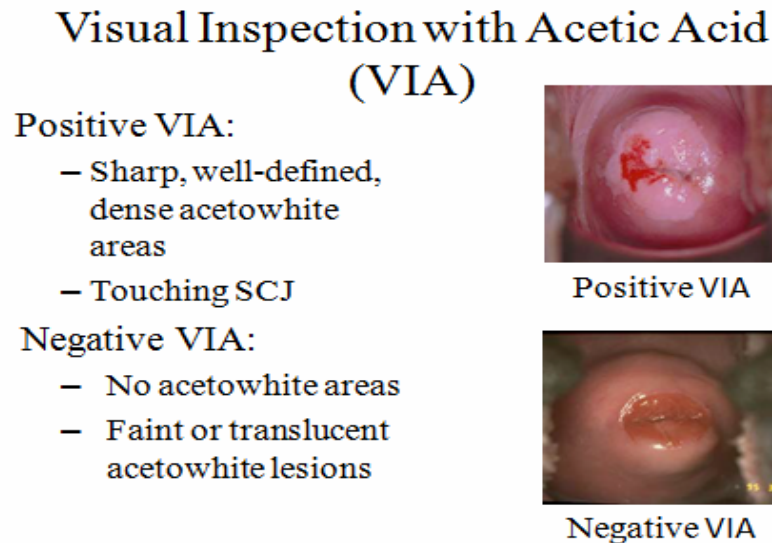 Visual Inspection with Acetic Acid
(VIA)
Positive VIA:
– Sharp, well-defined,
dense acetowhite
areas
– Touching SCJ
Positive VIA
Negative VIA:
– No acetowhite areas
– Faint or translucent
acetowhite lesions
Negative VIA